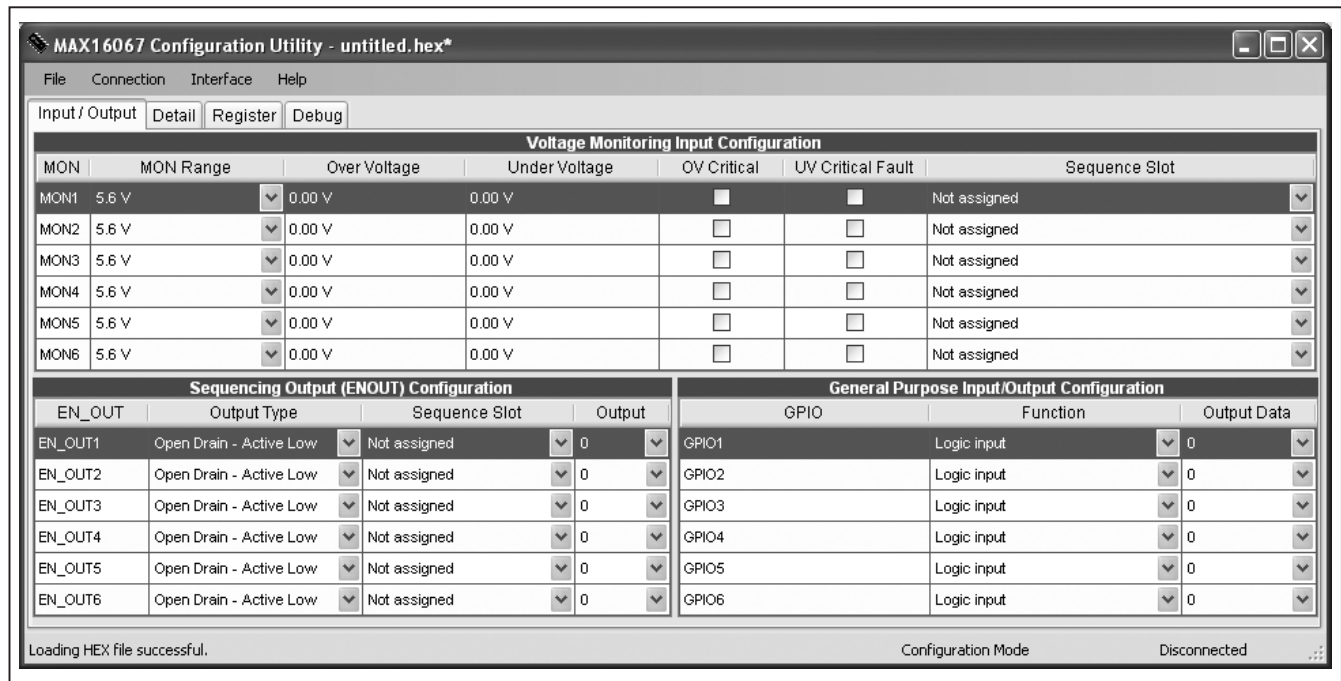 MAX16067 Configuration Utility - untitled.hex*
File Connection Interface Help
Input / Output Detail Register Debug
Voltage Monitoring Input Configuration
MON MON Range Over Voltage Under Voltage OV Critical UV Critical Fault Sequence Slot
MON1 5.6 V 0.00 V 0.00 V Not assigned
MON2 5.6 V 0.00 V 0.00 V Not assigned
MON3 5.6 V 0.00 V 0.00 V Not assigned
MON4 5.6 V 0.00 V 0.00 V Not assigned
MON5 5.6 V 0.00 V 0.00 V Not assigned
MON6 5.6 V 0.00 V 0.00 V Not assigned
Sequencing Output (ENOUT) Configuration
EN_OUT Output Type Sequence Slot Output
EN_OUT1 Open Drain - Active Low Not assigned 0
EN_OUT2 Open Drain - Active Low Not assigned 0
EN_OUT3 Open Drain - Active Low Not assigned 0
EN_OUT4 Open Drain - Active Low Not assigned 0
EN_OUT5 Open Drain - Active Low Not assigned 0
EN_OUT6 Open Drain - Active Low Not assigned 0
General Purpose Input/Output Configuration
GPIO Function Output Data
GPIO1 Logic input 0
GPIO2 Logic input 0
GPIO3 Logic input 0
GPIO4 Logic input 0
GPIO5 Logic input 0
GPIO6 Logic input 0
Loading HEX file successful. Configuration Mode Disconnected